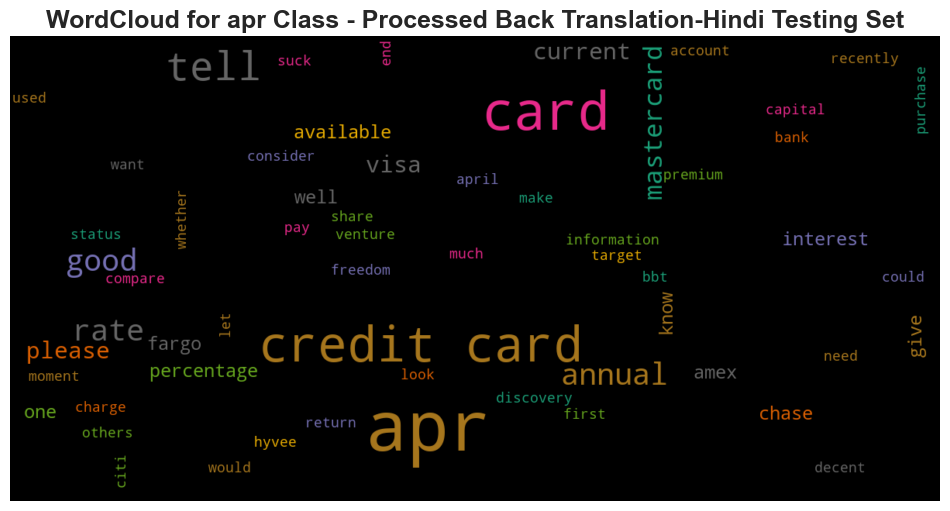 WordCloud for apr Class - Processed Back Translation-Hindi Testing Set
tell
suck
end
current
account
recently
used
card
mastercard
purchase
capital
available
bank
want
consider
visa
april
premium
well
make
whether
share
pay
venture
status
information
interest
good
much
target
compare
freedom
bbt
could
let
know
rate
fargo
credit card
give
please
percentage
look
annual
amex
need
moment
one
charge
discovery
first
chase
others
return
apr
hyvee
citi
would
decent